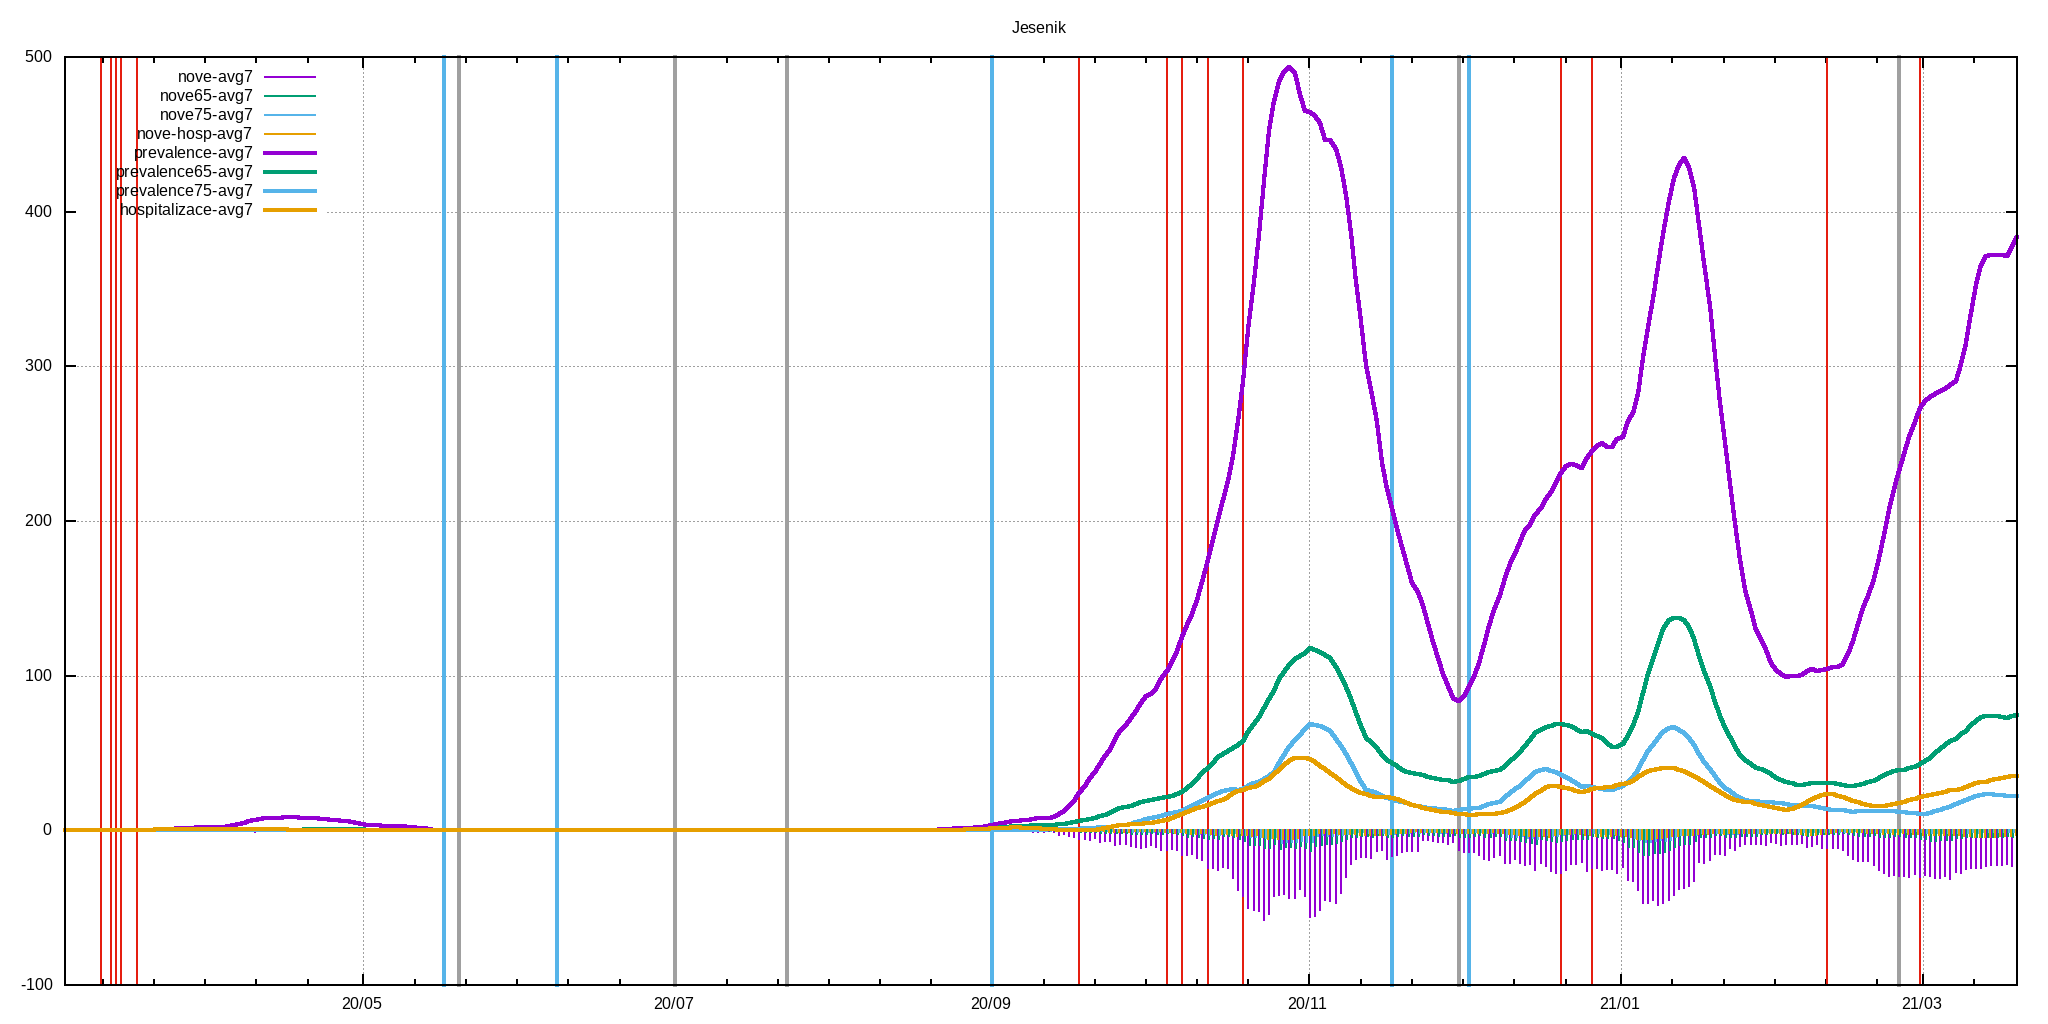 Jesenik
500
400
300
200
100
0
-100
nove-avg7
nove65-avg7
nove75-avg7
nove-hosp-avg7
prevalence-avg7
prevalence65-avg7
prevalence75-avg7
hospitalizace-avg7
20/05
20/07
20/09
20/11
21/01
21/03